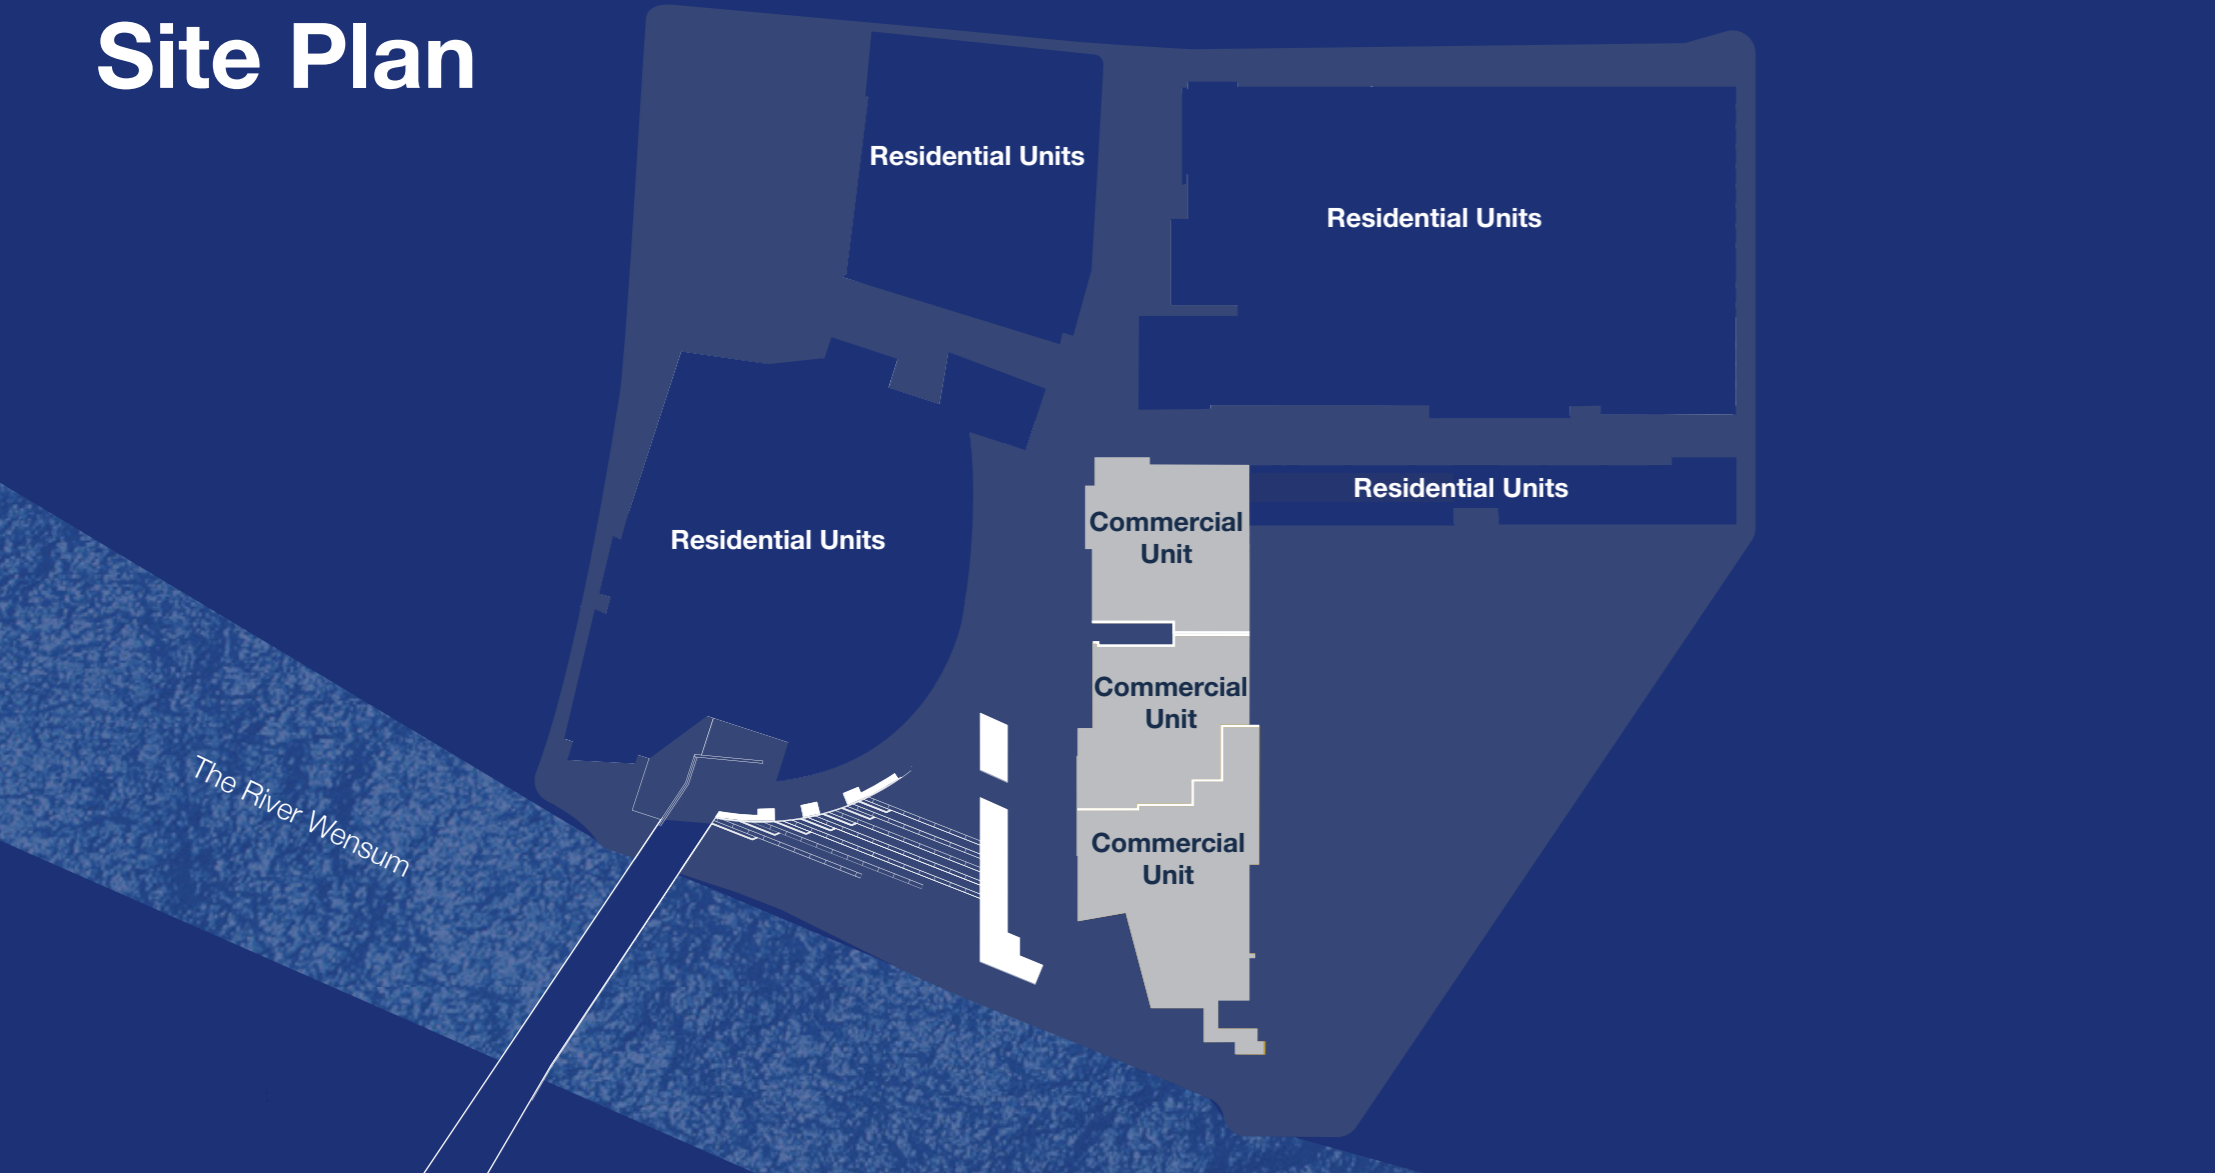 Site Plan
Residential Units
Residential Units
Residential Units
Commercial
Unit
Residential Units
Commercial
Unit
Commercial
Unit
The River Wensum